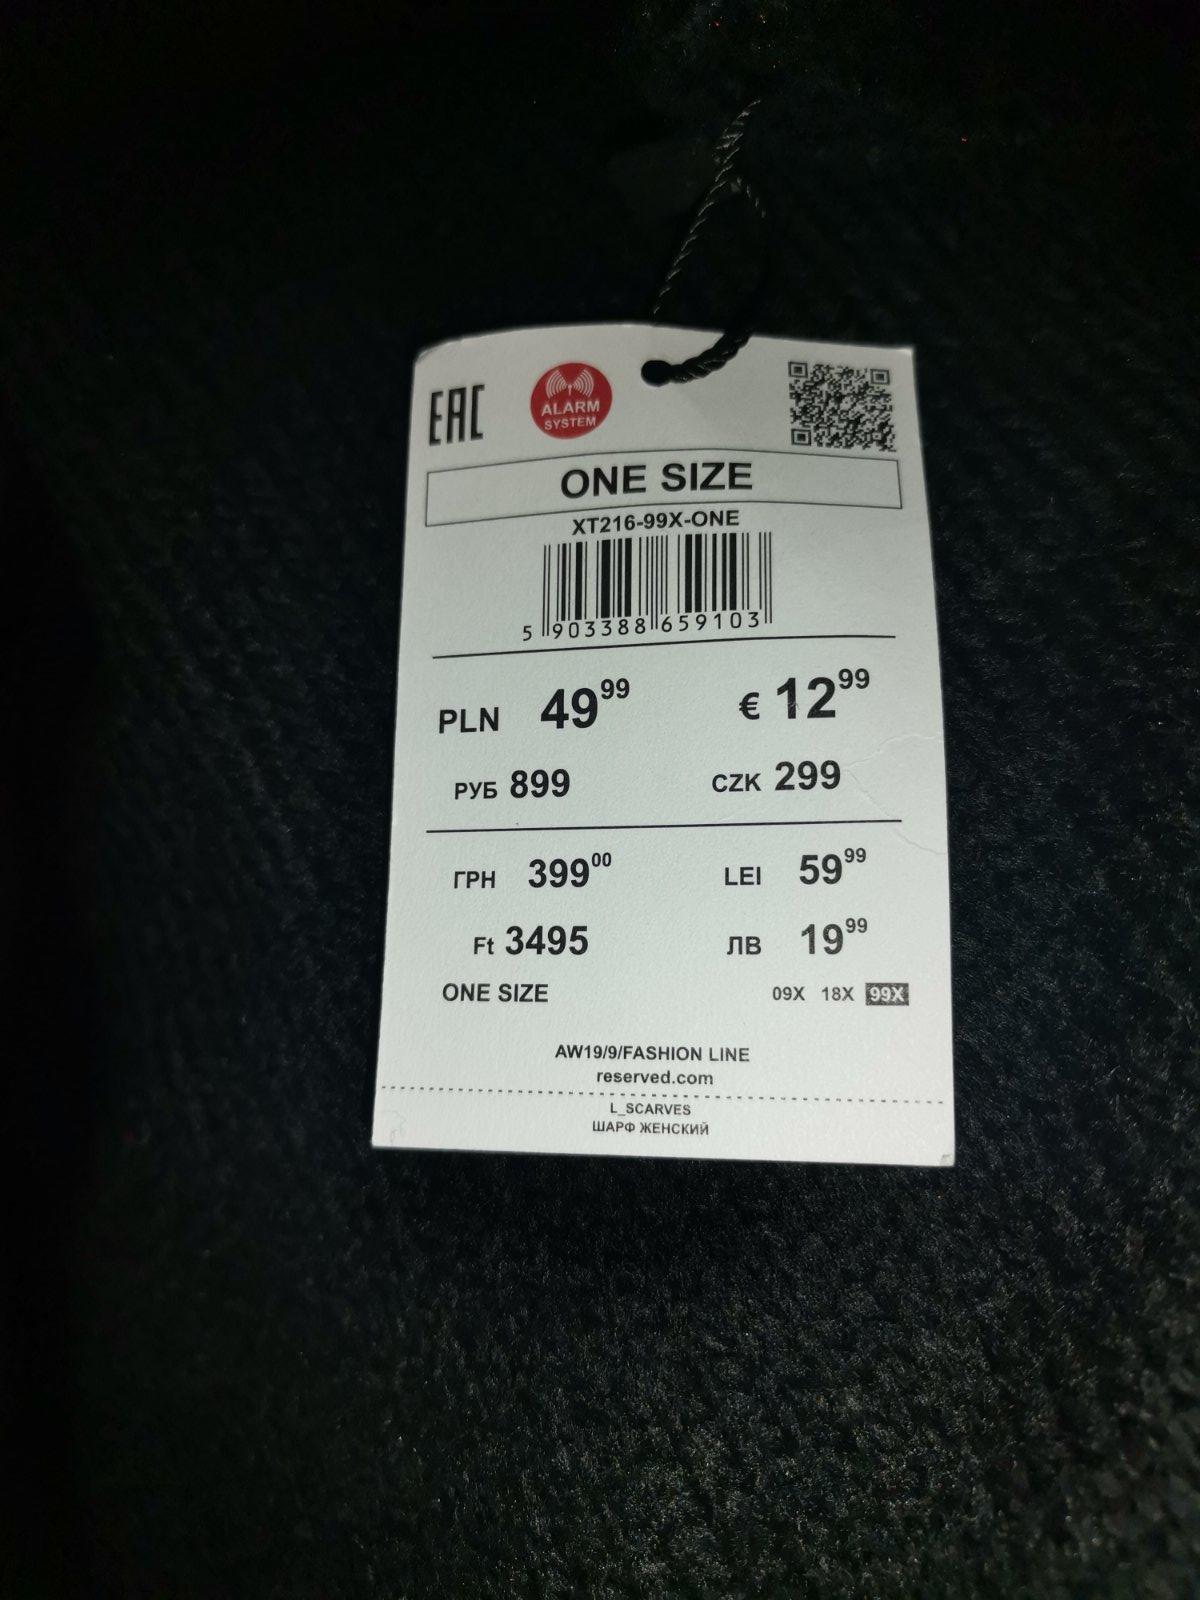 EAC
ALARM
SYSTEM
ONE SIZE
XT216-99X-ONE
5 903388 659103
PLN 49⁹⁹ € 12⁹⁹
РУБ 899 CZK 299
ГРН 399⁰⁰ LEI 59⁹⁹
Ft 3495 ЛВ 19⁹⁹
ONE SIZE 09X 18X 99X
AW19/9/FASHION LINE
reserved.com
L_SCARVES
ШАРФ ЖЕНСКИЙ